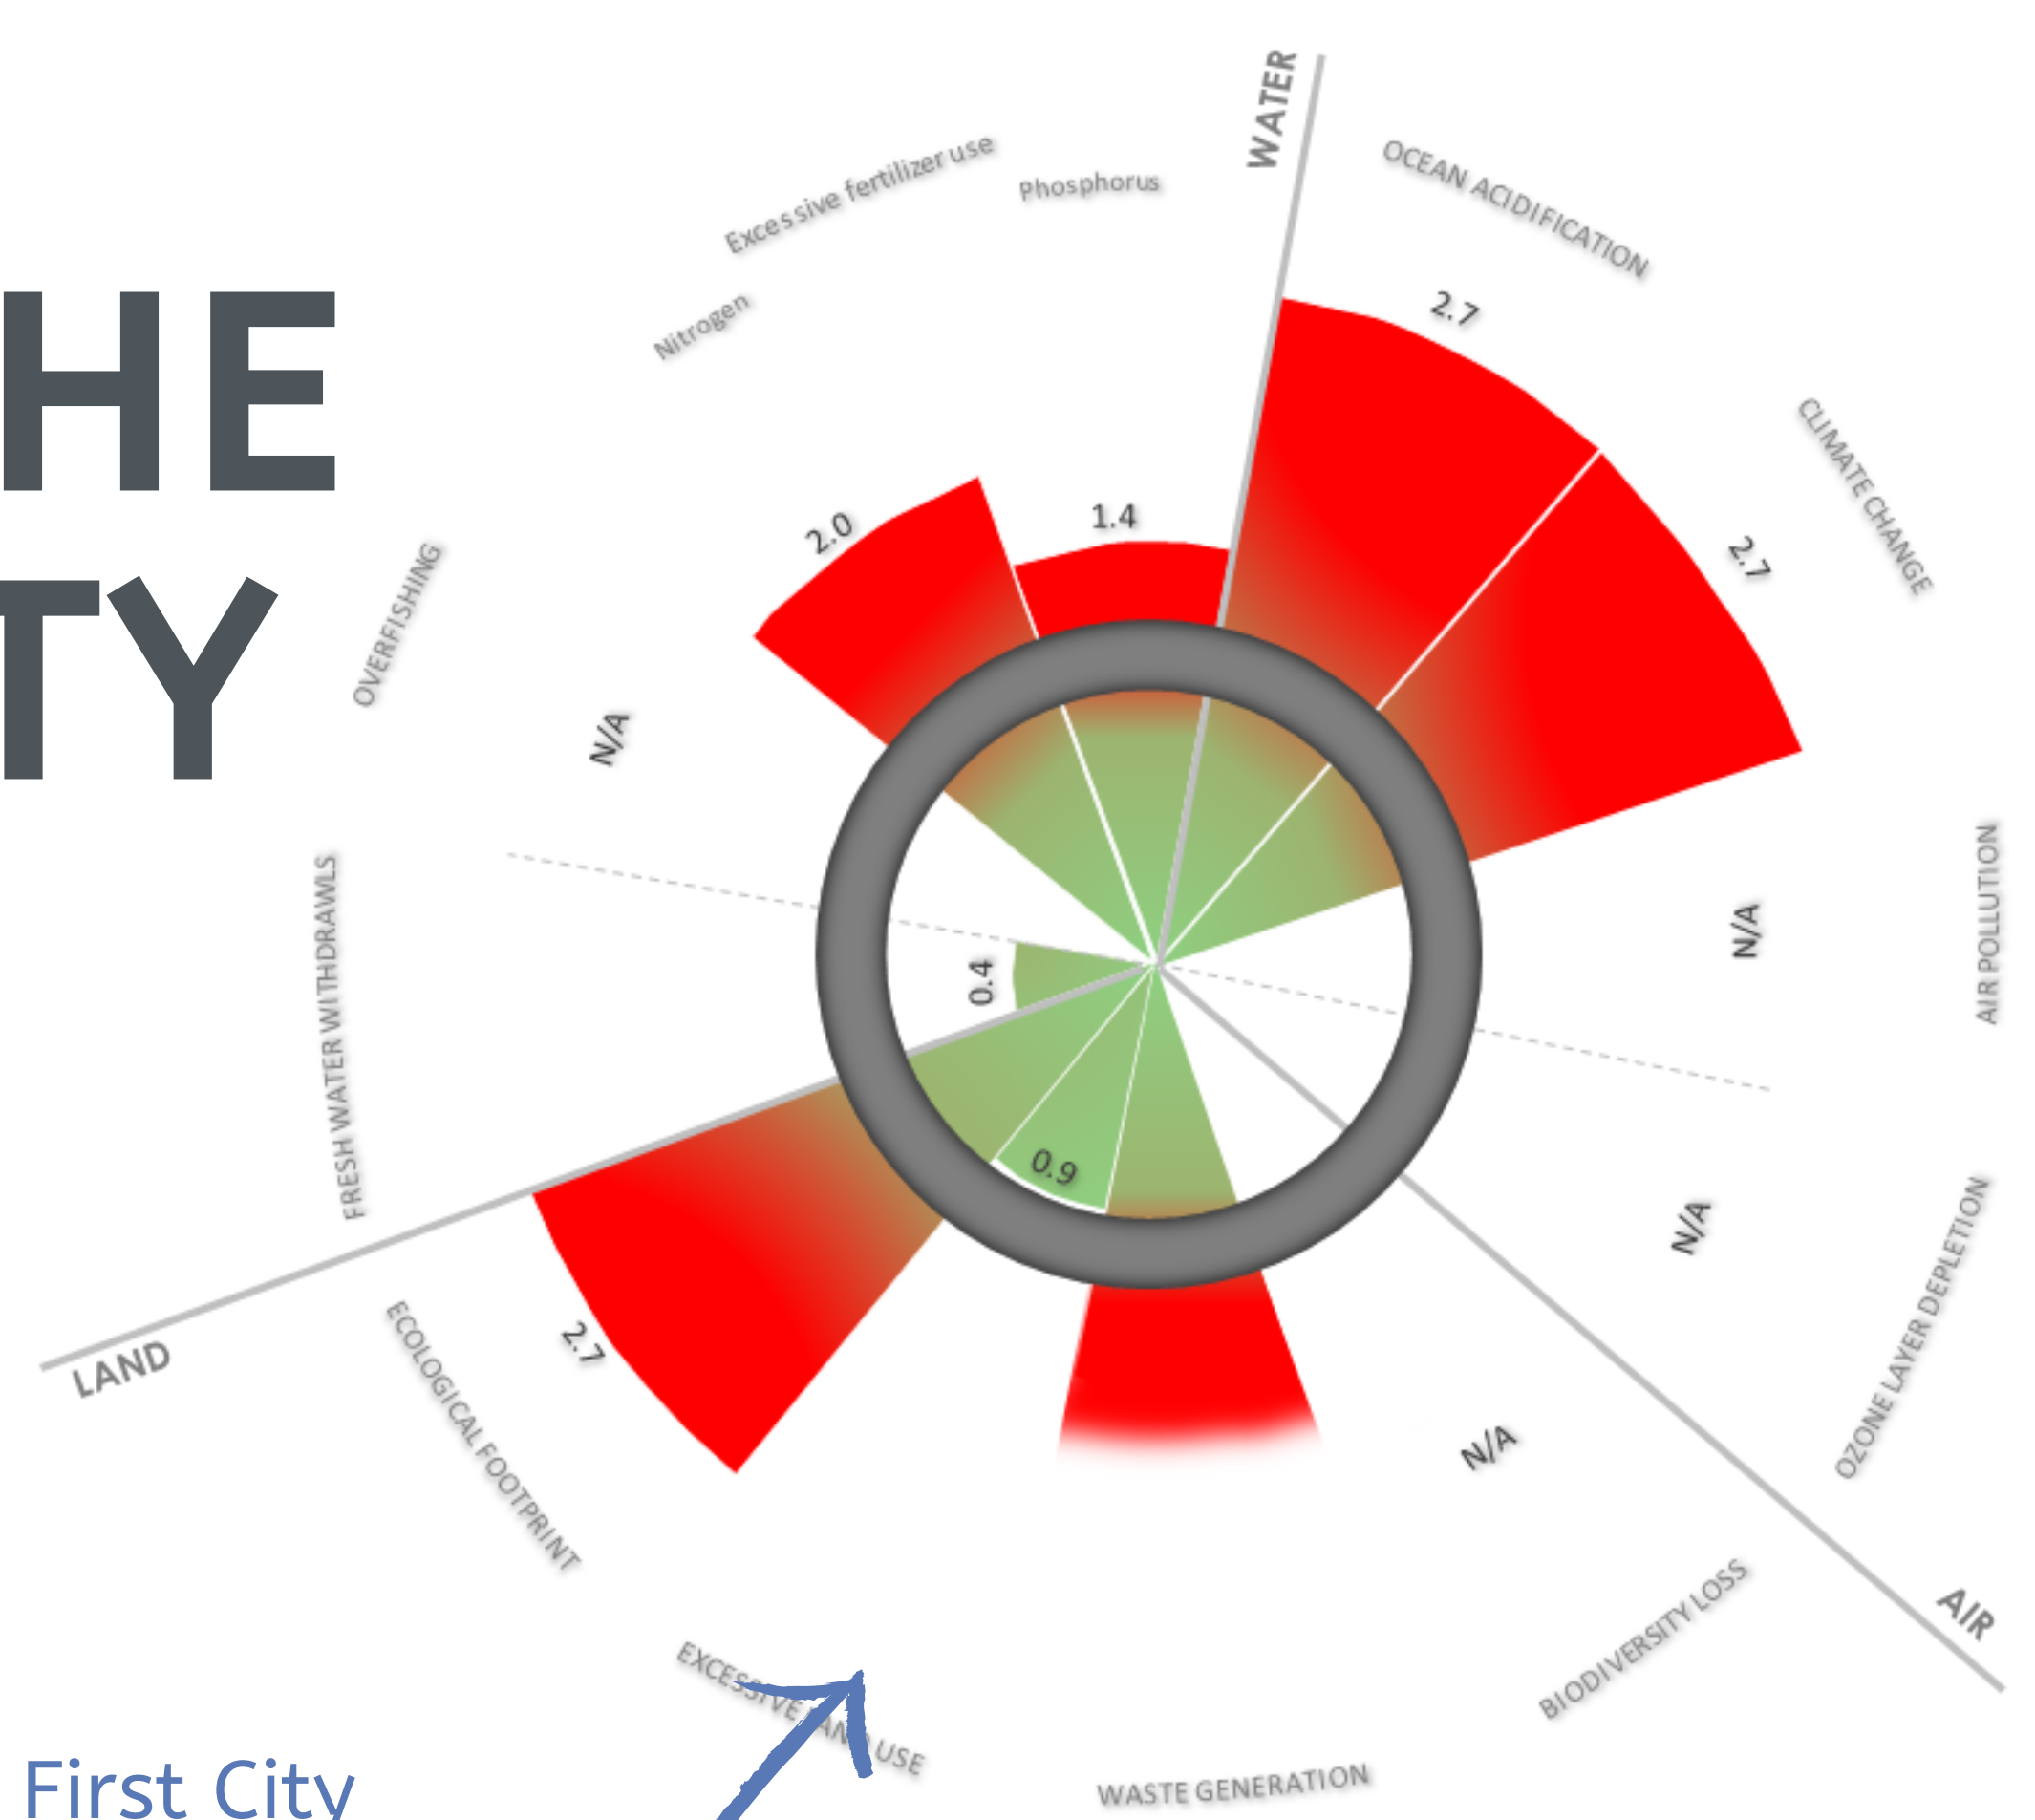 HE
TY
WATER
OCEAN ACIDIFICATION
2.7
CLIMATE CHANGE
2.7
AIR POLLUTION
N/A
OZONE LAYER DEPLETION
N/A
AIR
BIODIVERSITY LOSS
N/A
WASTE GENERATION
EXCESSIVE LAND USE
0.9
ECOLOGICAL FOOTPRINT
2.7
LAND
FRESH WATER WITHDRAWLS
0.4
OVERFISHING
N/A
Nitrogen
2.0
Excessive fertilizer use
Phosphorus
1.4
First City